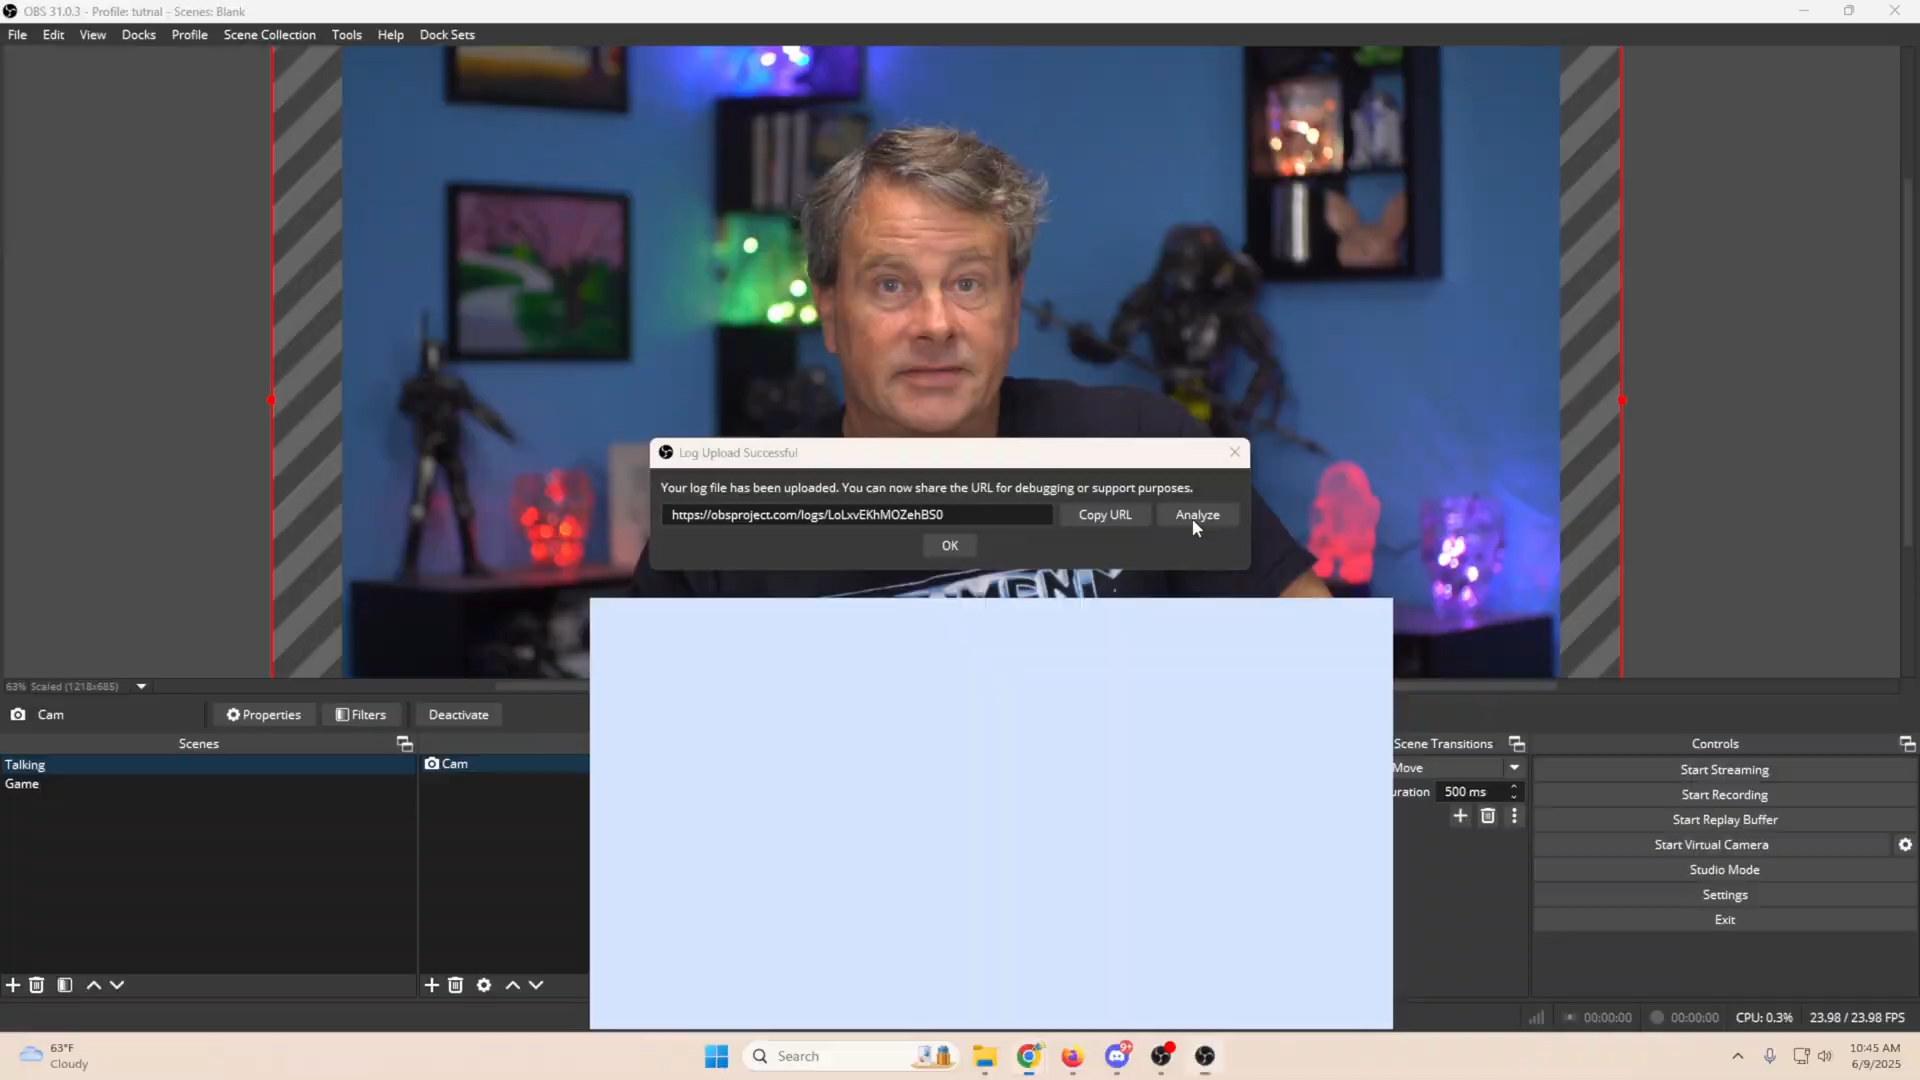 OBS 31.0.3 - Profile: tutnal - Scenes: Blank
File Edit View Docks Profile Scene Collection Tools Help Dock Sets
Log Upload Successful
Your log file has been uploaded. You can now share the URL for debugging or support purposes.
https://obsproject.com/logs/LoLxvEKhMOZehBS0 Copy URL Analyze
OK
63% Scaled (1218x685)
Cam Properties Filters Deactivate
Scenes Scene Transitions Controls
Talking
Game
Cam
Move
uration 500 ms
Start Streaming
Start Recording
Start Replay Buffer
Start Virtual Camera
Studio Mode
Settings
Exit
00:00:00 00:00:00 CPU: 0.3% 23.98 / 23.98 FPS
63°F
Cloudy
Search
9+
10:45 AM
6/9/2025